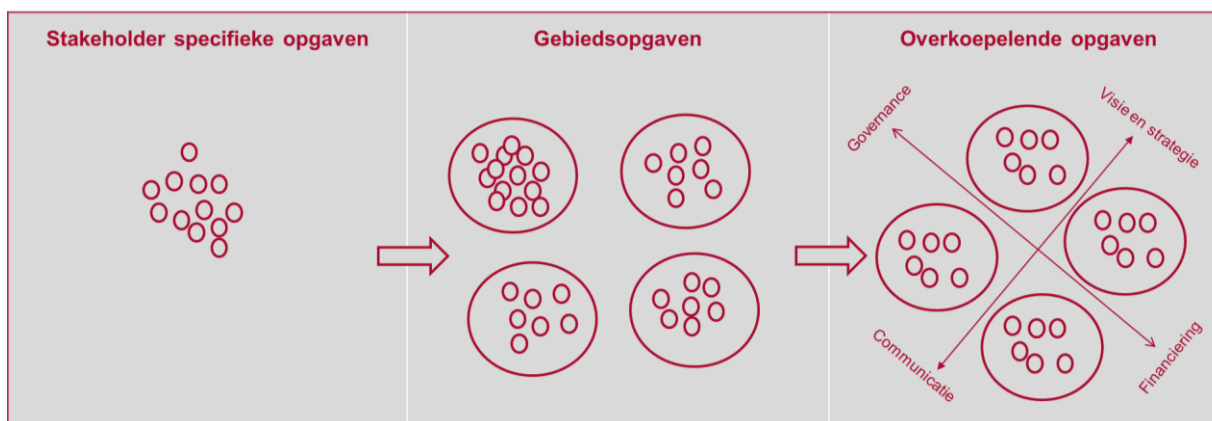 Stakeholder specifieke opgaven
Gebiedsopgaven
Overkoepelende opgaven
Governance
Visie en strategie
Communicatie
Financiering